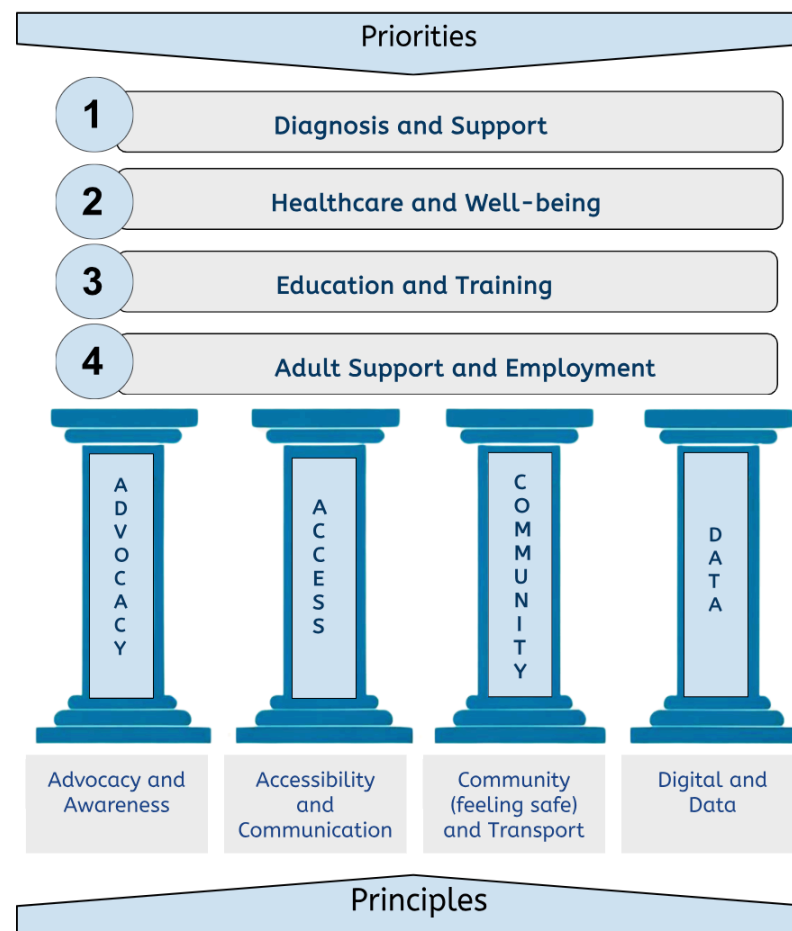 Priorities
1
Diagnosis and Support
2
Healthcare and Well-being
3
Education and Training
4
Adult Support and Employment
ADVOCACY
ACCESS
COMMUNITY
DATA
Advocacy and
Awareness
Accessibility
and
Communication
Community
(feeling safe)
and Transport
Digital and
Data
Principles